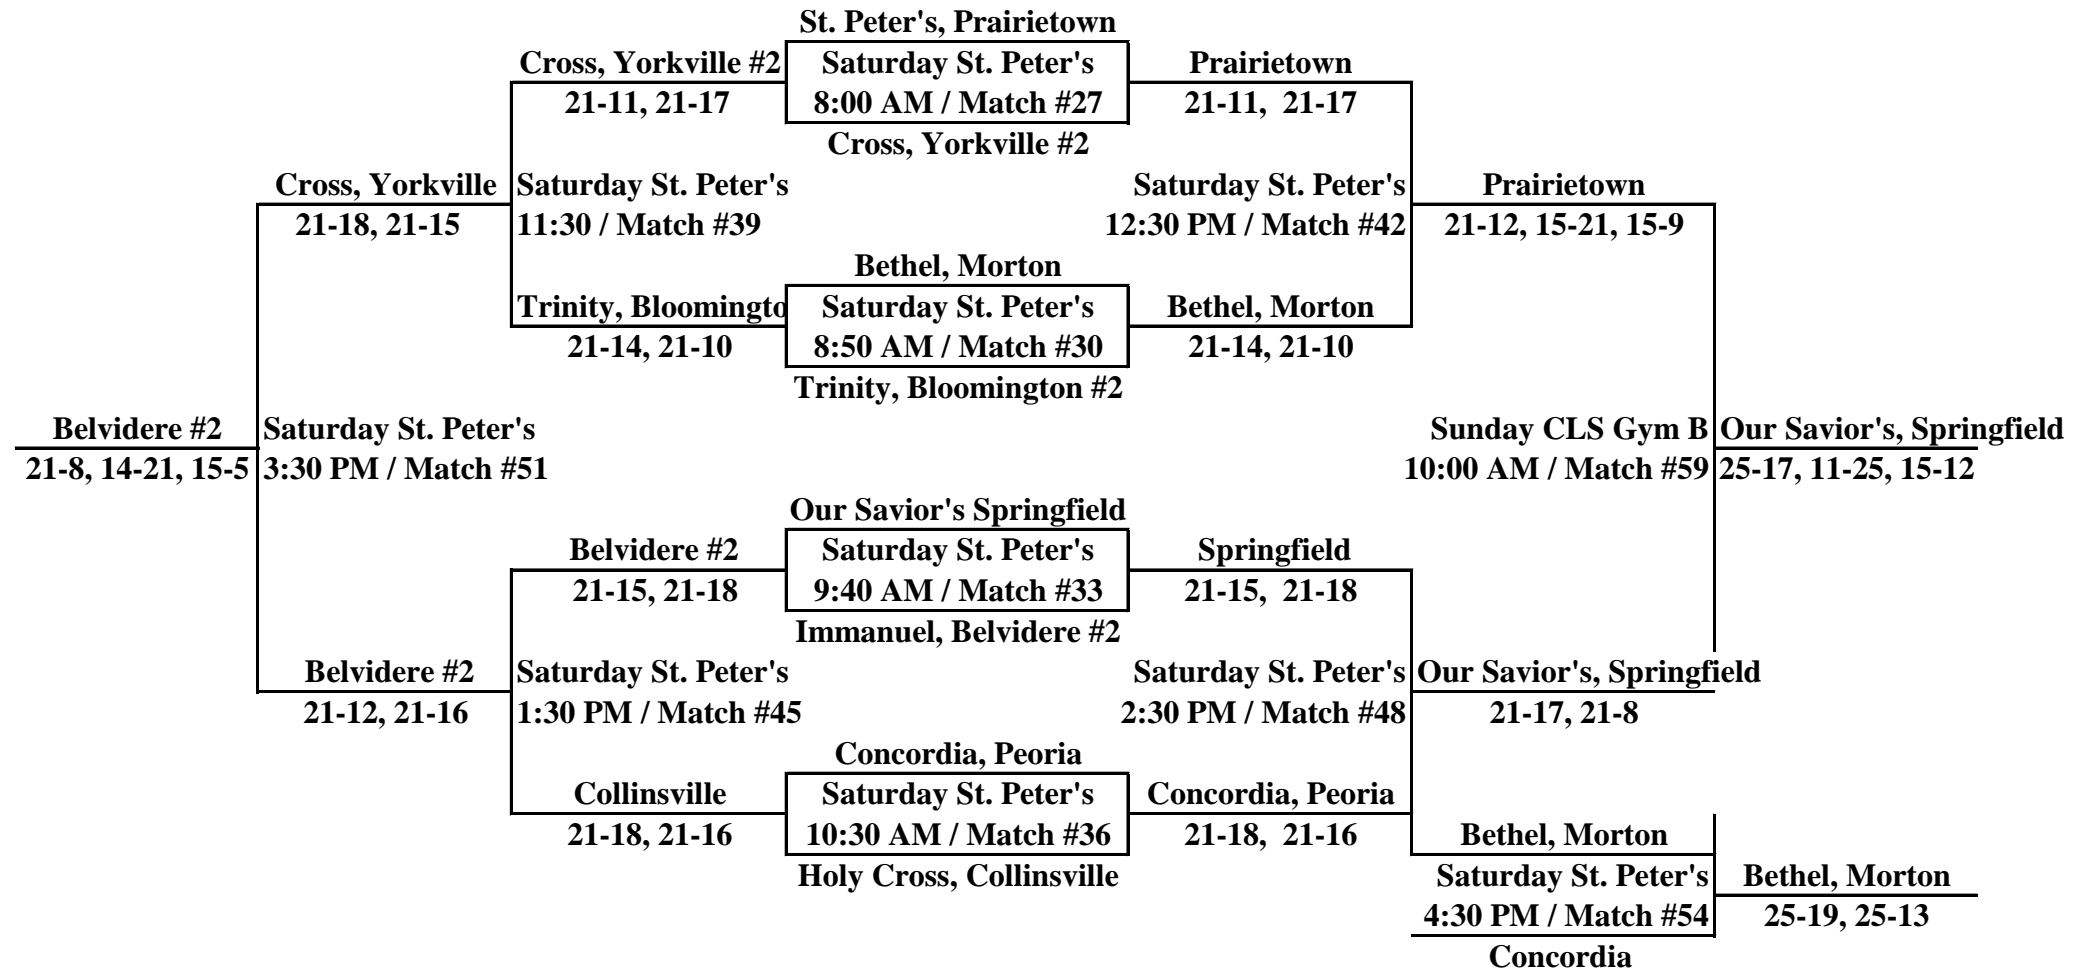 St. Peter's, Prairietown
Cross, Yorkville #2 Saturday St. Peter's Prairietown
21-11, 21-17 8:00 AM / Match #27 21-11, 21-17
Cross, Yorkville #2
Cross, Yorkville Saturday St. Peter's Saturday St. Peter's Prairietown
21-18, 21-15 11:30 / Match #39 12:30 PM / Match #42 21-12, 15-21, 15-9
Bethel, Morton
Trinity, Bloomingto Saturday St. Peter's Bethel, Morton
21-14, 21-10 8:50 AM / Match #30 21-14, 21-10
Trinity, Bloomington #2
Belvidere #2 Saturday St. Peter's Sunday CLS Gym B Our Savior's, Springfield
21-8, 14-21, 15-5 3:30 PM / Match #51 10:00 AM / Match #59 25-17, 11-25, 15-12
Our Savior's Springfield
Belvidere #2 Saturday St. Peter's Springfield
21-15, 21-18 9:40 AM / Match #33 21-15, 21-18
Immanuel, Belvidere #2
Belvidere #2 Saturday St. Peter's Saturday St. Peter's Our Savior's, Springfield
21-12, 21-16 1:30 PM / Match #45 2:30 PM / Match #48 21-17, 21-8
Concordia, Peoria
Collinsville Saturday St. Peter's Concordia, Peoria
21-18, 21-16 10:30 AM / Match #36 21-18, 21-16 Bethel, Morton
Holy Cross, Collinsville Saturday St. Peter's Bethel, Morton
4:30 PM / Match #54 25-19, 25-13
Concordia